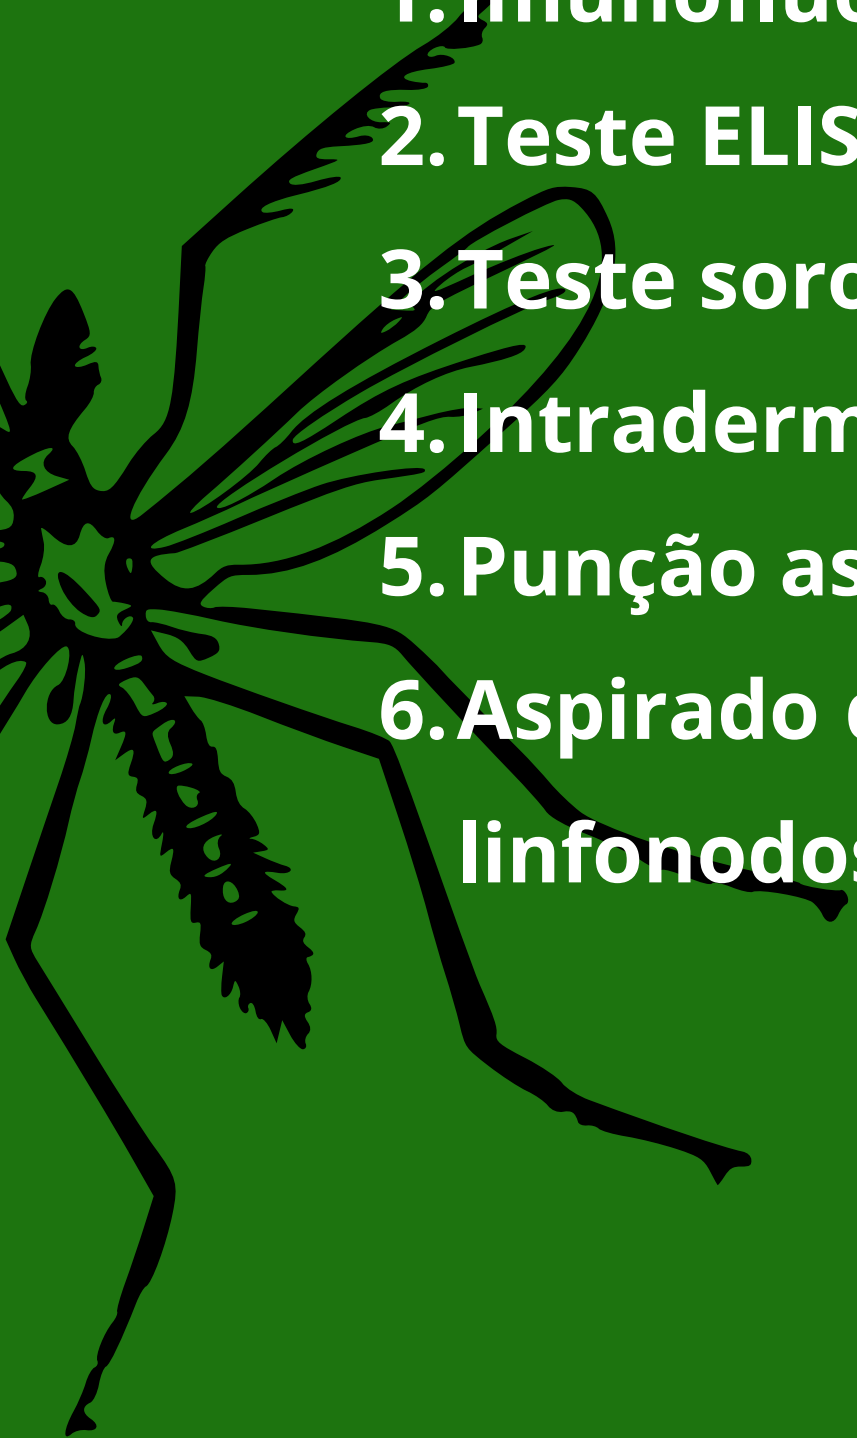 2. Teste ELIS
3. Teste soro
4. Intraderm
5. Punção as
6. Aspirado
linfonodos